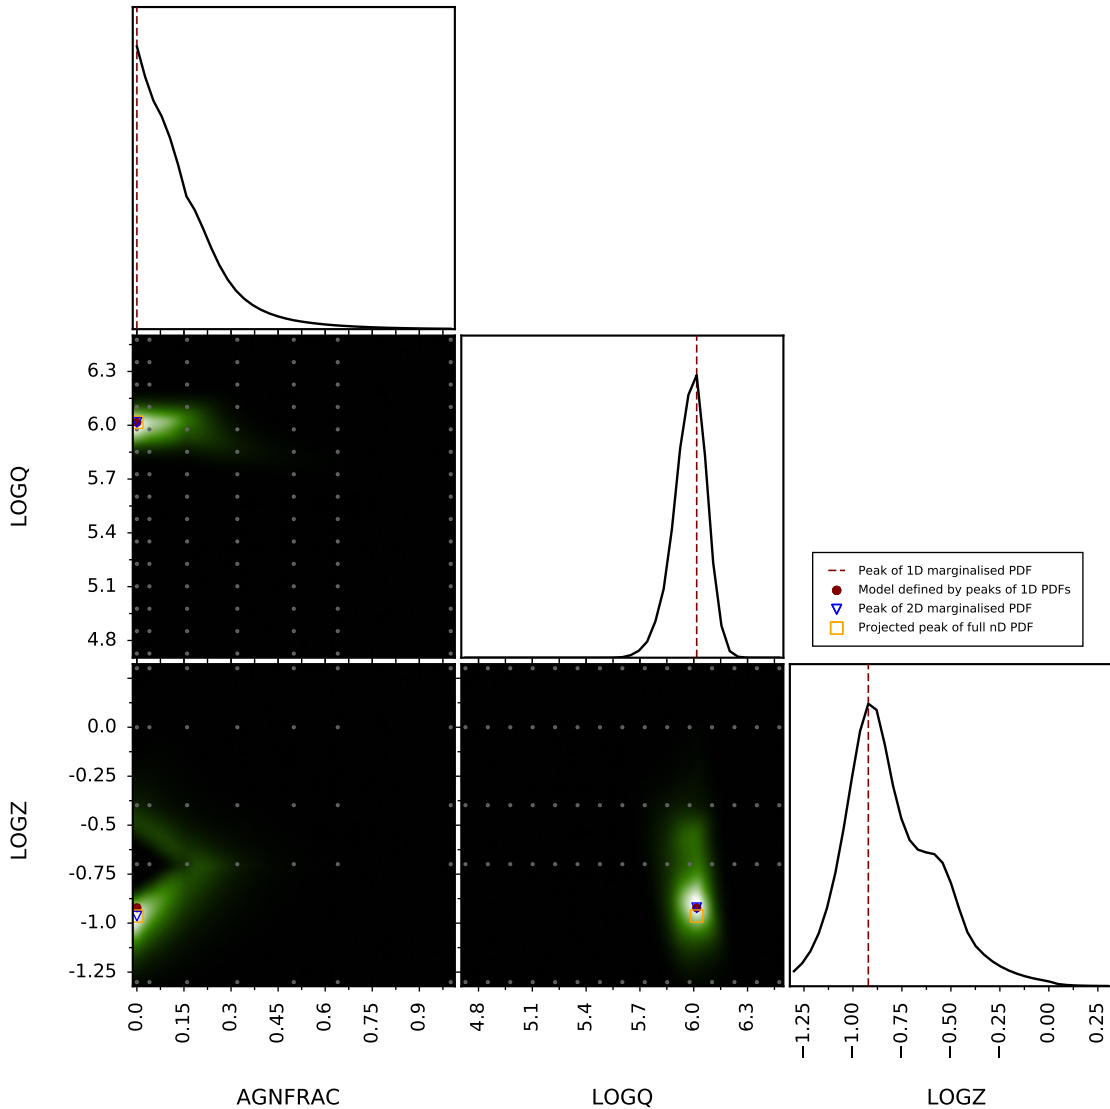 6.3
6.0
5.7
5.4
5.1
4.8
LOGQ
Peak of 1D marginalised PDF
Model defined by peaks of 1D PDFs
Peak of 2D marginalised PDF
Projected peak of full nD PDF
0.0
-0.25
-0.5
-0.75
-1.0
-1.25
LOGZ
0.0 0.15 0.3 0.45 0.6 0.75 0.9
4.8 5.1 5.4 5.7 6.0 6.3
−1.25 −1.00 −0.75 −0.50 −0.25 0.00 0.25
AGNFRAC LOGQ LOGZ